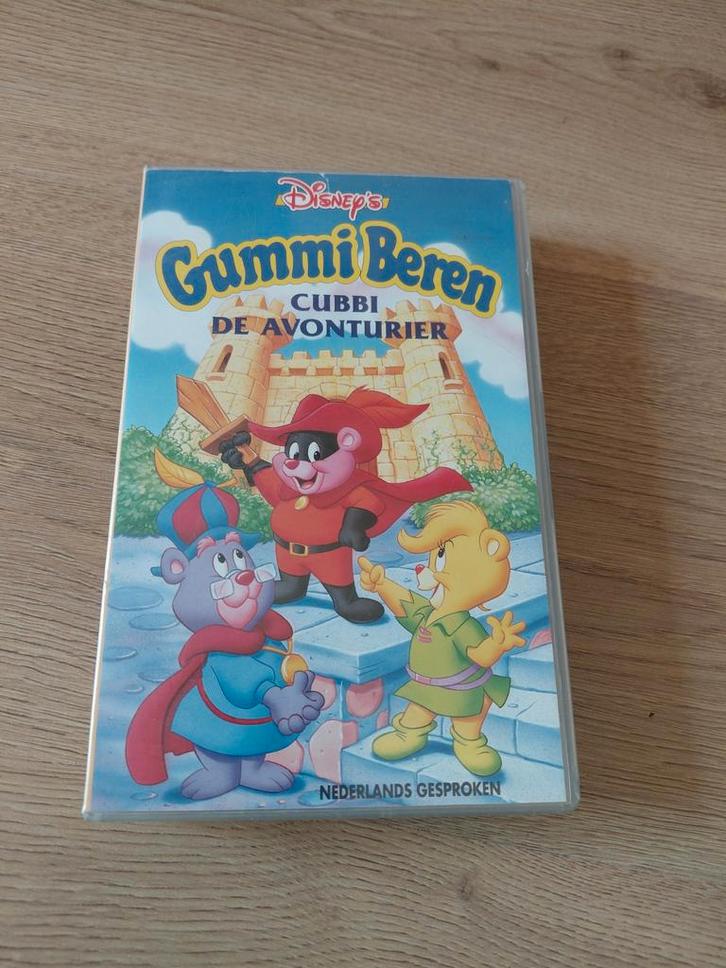 Disney's
Gummi Beren
CUBBI
DE AVONTURIER
NEDERLANDS GESPROKEN